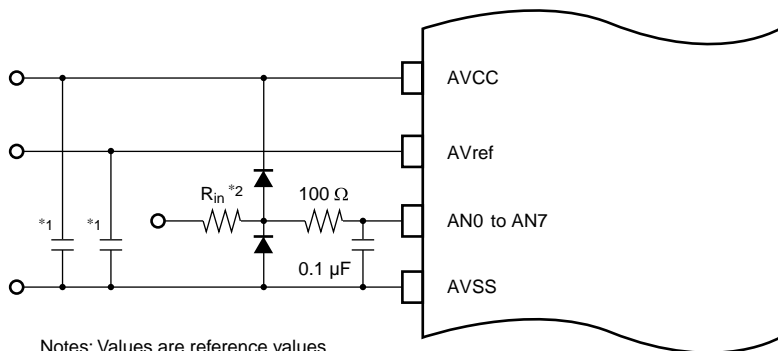 AVCC
AVref
Rin *2
100 Ω
*1
*1
AN0 to AN7
0.1 µF
AVSS
Notes: Values are reference values